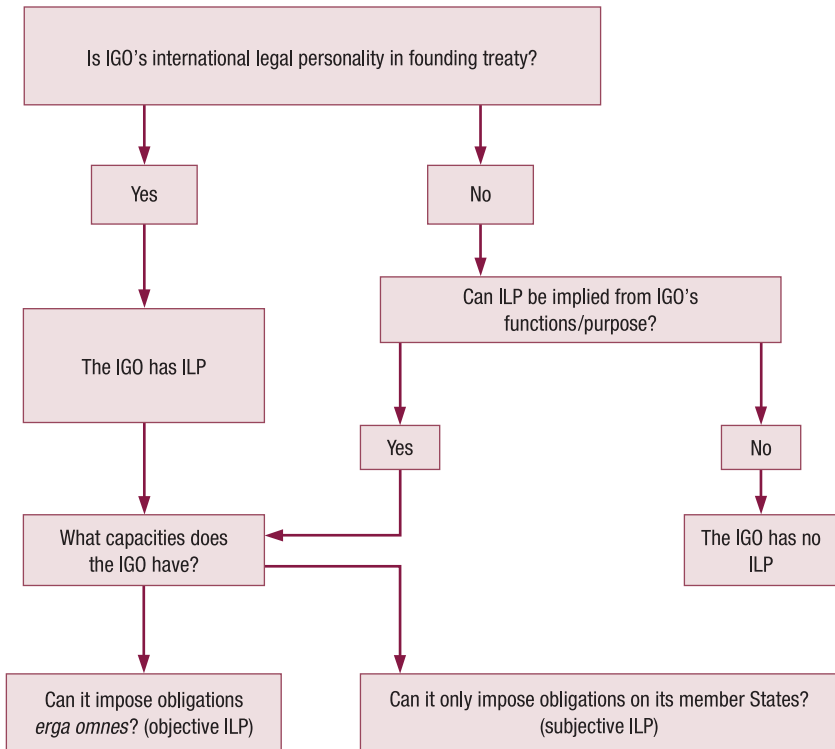 Is IGO’s international legal personality in founding treaty?
Yes
No
Can ILP be implied from IGO’s
functions/purpose?
The IGO has ILP
Yes
No
What capacities does
the IGO have?
The IGO has no
ILP
Can it impose obligations
erga omnes? (objective ILP)
Can it only impose obligations on its member States?
(subjective ILP)